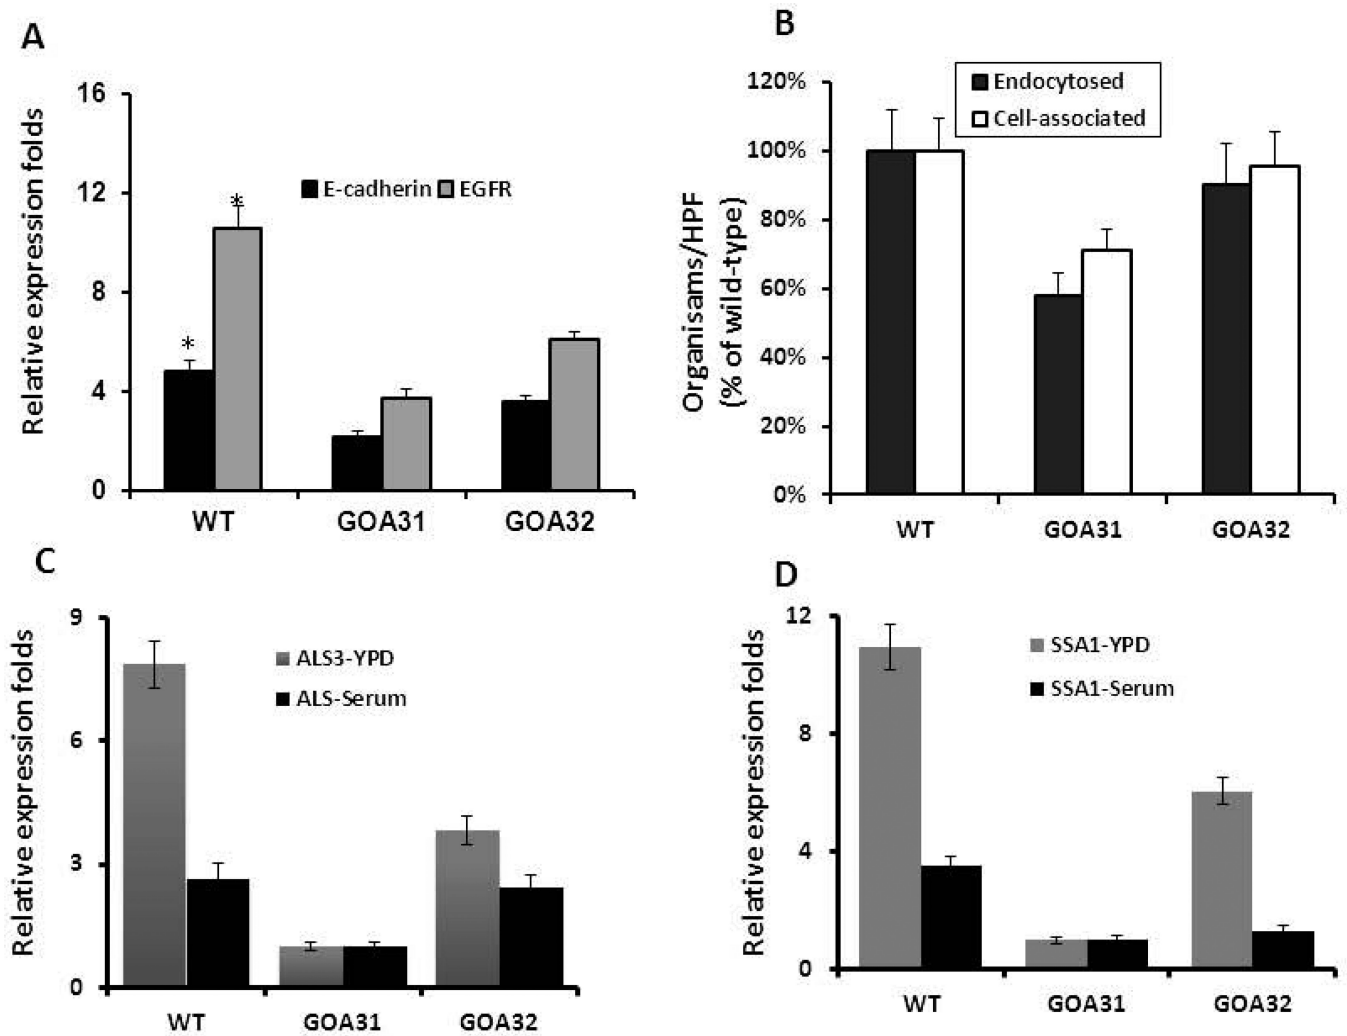 A
Relative expression folds
16
12
8
4
0
E-cadherin EGFR
*
*
WT GOA31 GOA32
B
Organisams/HPF
(% of wild-type)
120%
100%
80%
60%
40%
20%
0%
Endocytosed
Cell-associated
WT GOA31 GOA32
C
Relative expression folds
9
6
3
0
ALS3-YPD
ALS-Serum
WT GOA31 GOA32
D
Relative expression folds
12
8
4
0
SSA1-YPD
SSA1-Serum
WT GOA31 GOA32